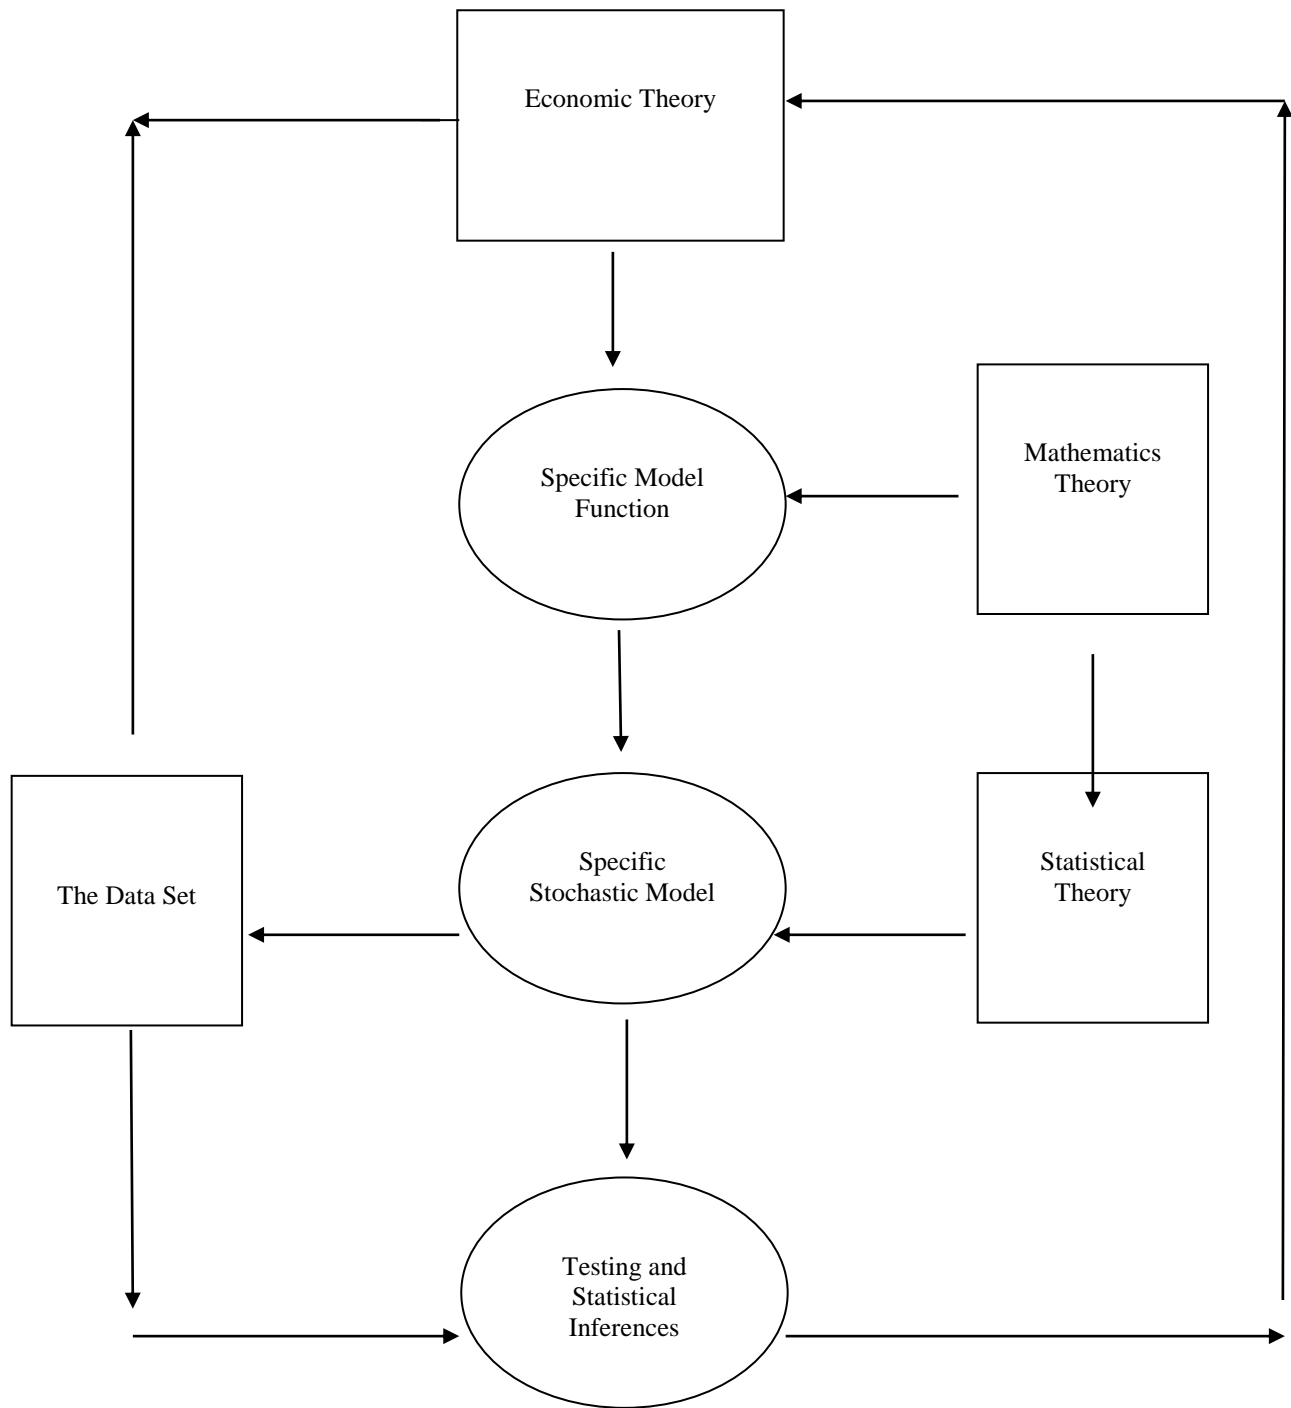 Economic Theory
Specific Model
Function
Mathematics
Theory
The Data Set
Specific
Stochastic Model
Statistical
Theory
Testing and
Statistical
Inferences